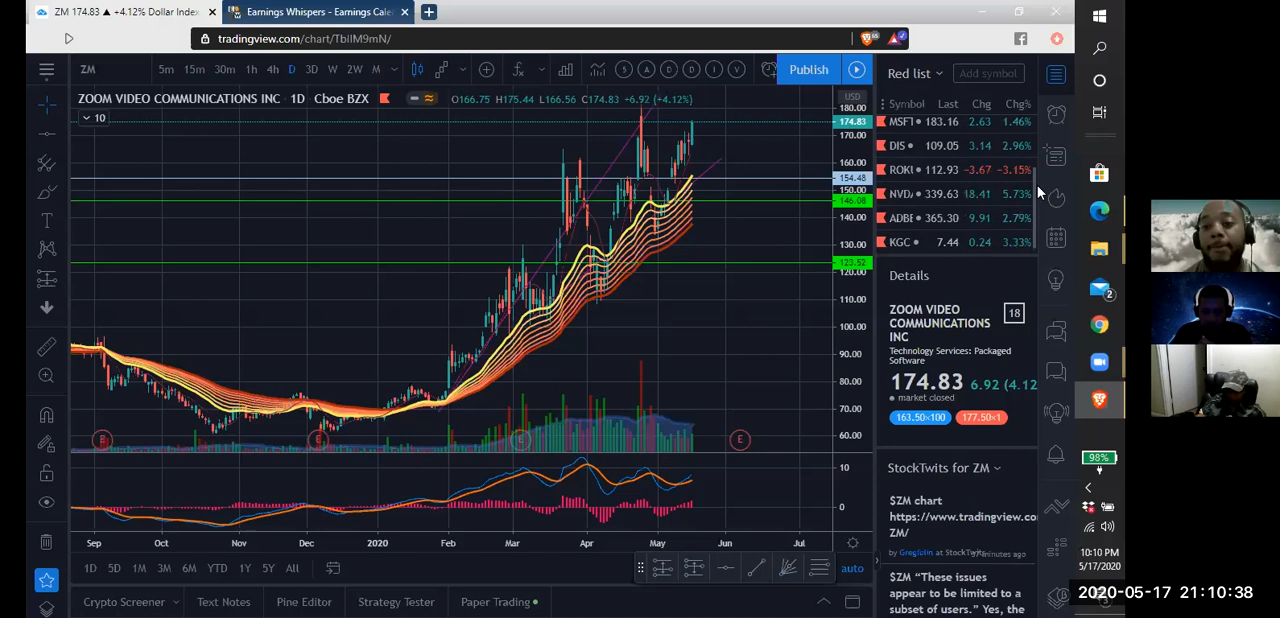 ZM 174.83 ▲ +4.12% Dollar Index
Earnings Whispers - Earnings Caler
tradingview.com/chart/TbIIM9mN/
ZM
5m 15m 30m 1h 4h D 3D W 2W M
Publish
Red list
Add symbol
ZOOM VIDEO COMMUNICATIONS INC • 1D • Cboe BZX
O166.75 H175.44 L166.56 C174.83 +6.92 (+4.12%)
10
USD
180.00
174.83
170.00
160.00
154.48
150.00
146.08
140.00
130.00
123.52
120.00
110.00
100.00
90.00
80.00
70.00
60.00
10
0
E E E E
Sep Oct Nov Dec 2020 Feb Mar Apr May Jun Jul
1D 5D 1M 3M 6M YTD 1Y 5Y All
auto
Crypto Screener Text Notes Pine Editor Strategy Tester Paper Trading
Symbol Last Chg Chg%
MSFT 183.16 2.63 1.46%
DIS 109.05 3.14 2.96%
ROKU 112.93 −3.67 −3.15%
NVDA 339.63 18.41 5.73%
ADBE 365.30 9.91 2.79%
KGC 7.44 0.24 3.33%
Details
ZOOM VIDEO
COMMUNICATIONS
INC
18
Technology Services: Packaged
Software
174.83 6.92 (4.12
market closed
163.50×100 177.50×1
StockTwits for ZM
$ZM chart
https://www.tradingview.com
ZM/
by Gregfulin at StockTwits
minutes ago
$ZM "These issues
appear to be limited to a
subset of users." Yes, the
2
98%
10:10 PM
5/17/2020
2020-05-17 21:10:38